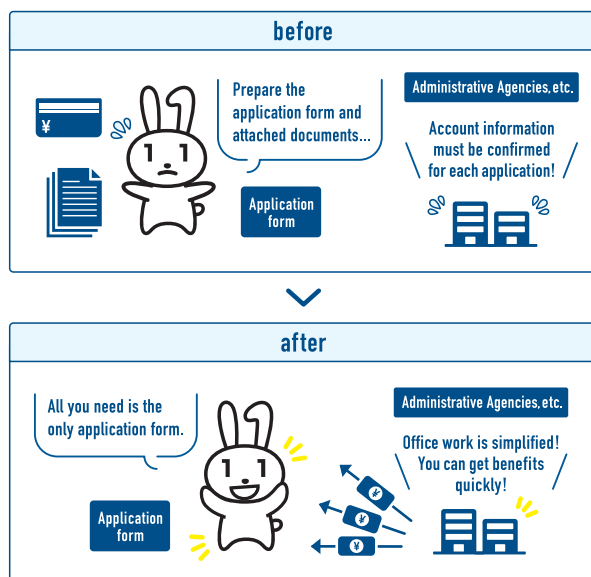 before
Prepare the
application form and
attached documents...
Administrative Agencies, etc.
Account information
must be confirmed
for each application!
¥
Application
form
after
All you need is the
only application form.
Administrative Agencies, etc.
Office work is simplified!
You can get benefits
quickly!
Application
form
¥
¥
¥